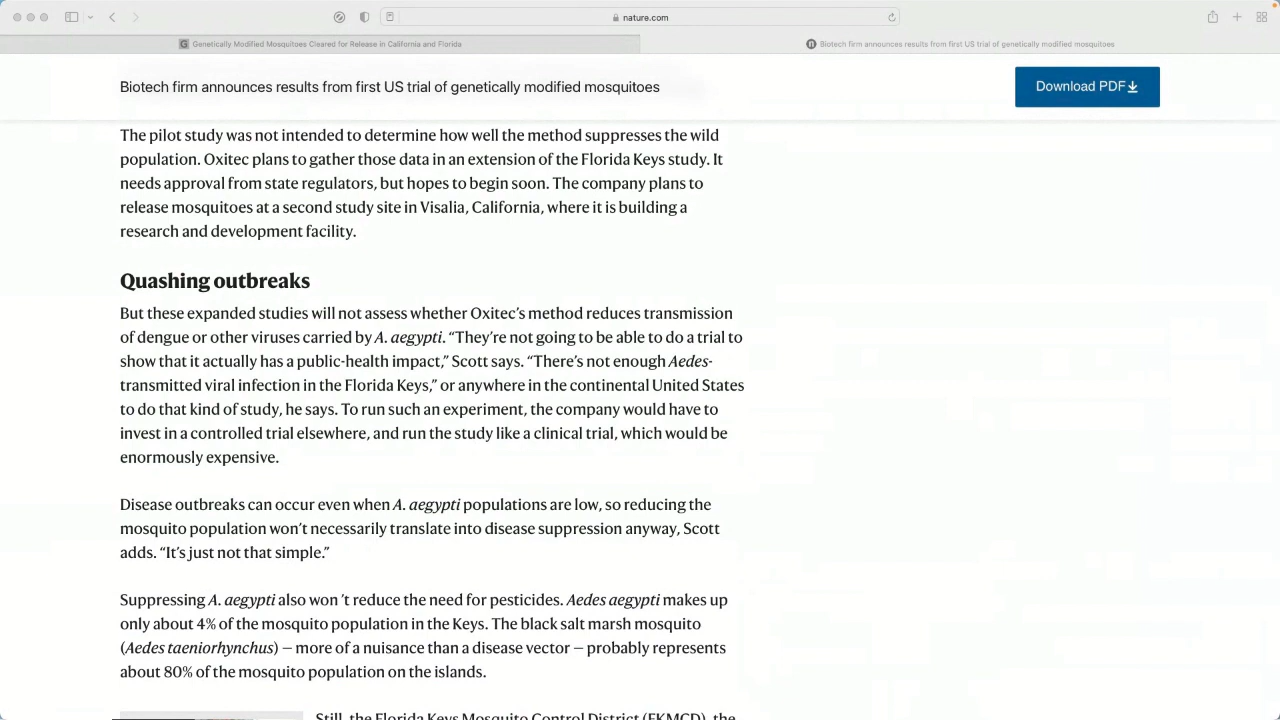 nature.com
Genetically Modified Mosquitoes Cleared for Release in California and Florida
Biotech firm announces results from first US trial of genetically modified mosquitoes
Biotech firm announces results from first US trial of genetically modified mosquitoes
Download PDF
The pilot study was not intended to determine how well the method suppresses the wild
population. Oxitec plans to gather those data in an extension of the Florida Keys study. It
needs approval from state regulators, but hopes to begin soon. The company plans to
release mosquitoes at a second study site in Visalia, California, where it is building a
research and development facility.
Quashing outbreaks
But these expanded studies will not assess whether Oxitec’s method reduces transmission
of dengue or other viruses carried by A. aegypti. “They’re not going to be able to do a trial to
show that it actually has a public-health impact,” Scott says. “There’s not enough Aedes-
transmitted viral infection in the Florida Keys,” or anywhere in the continental United States
to do that kind of study, he says. To run such an experiment, the company would have to
invest in a controlled trial elsewhere, and run the study like a clinical trial, which would be
enormously expensive.
Disease outbreaks can occur even when A. aegypti populations are low, so reducing the
mosquito population won’t necessarily translate into disease suppression anyway, Scott
adds. “It’s just not that simple.”
Suppressing A. aegypti also won ’t reduce the need for pesticides. Aedes aegypti makes up
only about 4% of the mosquito population in the Keys. The black salt marsh mosquito
(Aedes taeniorhynchus) — more of a nuisance than a disease vector — probably represents
about 80% of the mosquito population on the islands.
Still, the Florida Keys Mosquito Control District (FKMCD), the